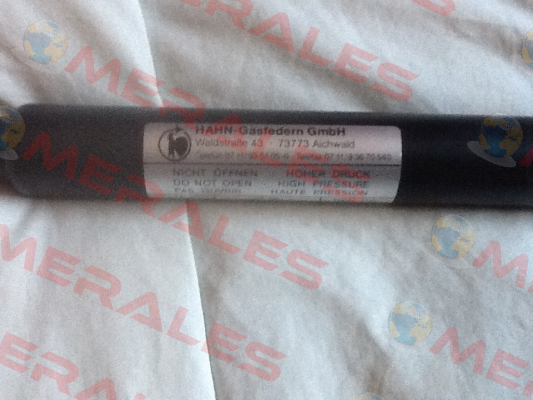 HAHN-Gasfedern GmbH
Waldstraße 43 · 73773 Aichwald
NICHT ÖFFNEN HOHER DRUCK
DO NOT OPEN - HIGH PRESSURE
PAS HAUTE PRESSION
MERALES
MERALES
MERALES
MERALES